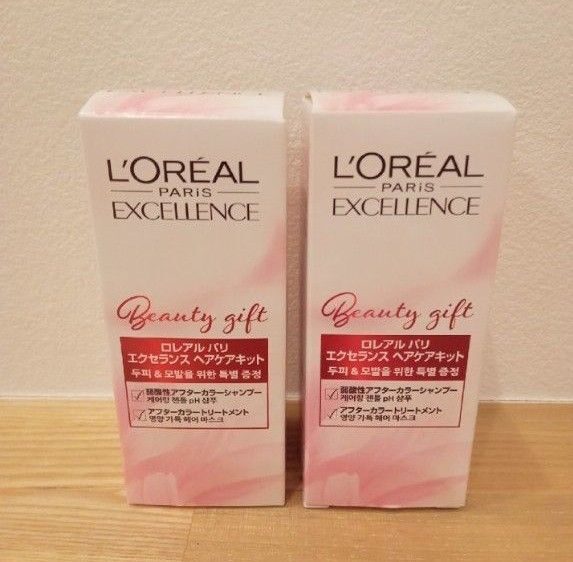 EXCELLENCE
L'ORÉAL
PARIS
EXCELLENCE
Beauty gift
ロレアル パリ
エクセランス ヘアケアキット
두피 & 모발을 위한 특별 증정
弱酸性アフターカラーシャンプー
케어링 젠틀 pH 샴푸
アフターカラートリートメント
영양 가득 헤어 마스크
L'ORÉAL
PARIS
EXCELLENCE
Beauty gift
ロレアル パリ
エクセランス ヘアケアキット
두피 & 모발을 위한 특별 증정
弱酸性アフターカラーシャンプー
케어링 젠틀 pH 샴푸
アフターカラートリートメント
영양 가득 헤어 마스크